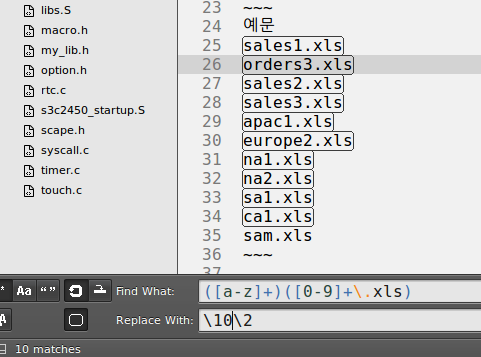 libs.S
macro.h
my_lib.h
option.h
rtc.c
s3c2450_startup.S
scape.h
syscall.c
timer.c
touch.c
23 ~~~
24 예문
25 sales1.xls
26 orders3.xls
27 sales2.xls
28 sales3.xls
29 apac1.xls
30 europe2.xls
31 na1.xls
32 na2.xls
33 sa1.xls
34 ca1.xls
35 sam.xls
36 ~~~
37
.* Aa “ ” Find What: ([a-z]+)([0-9]+\.xls)
A Replace With: \10\2
10 matches